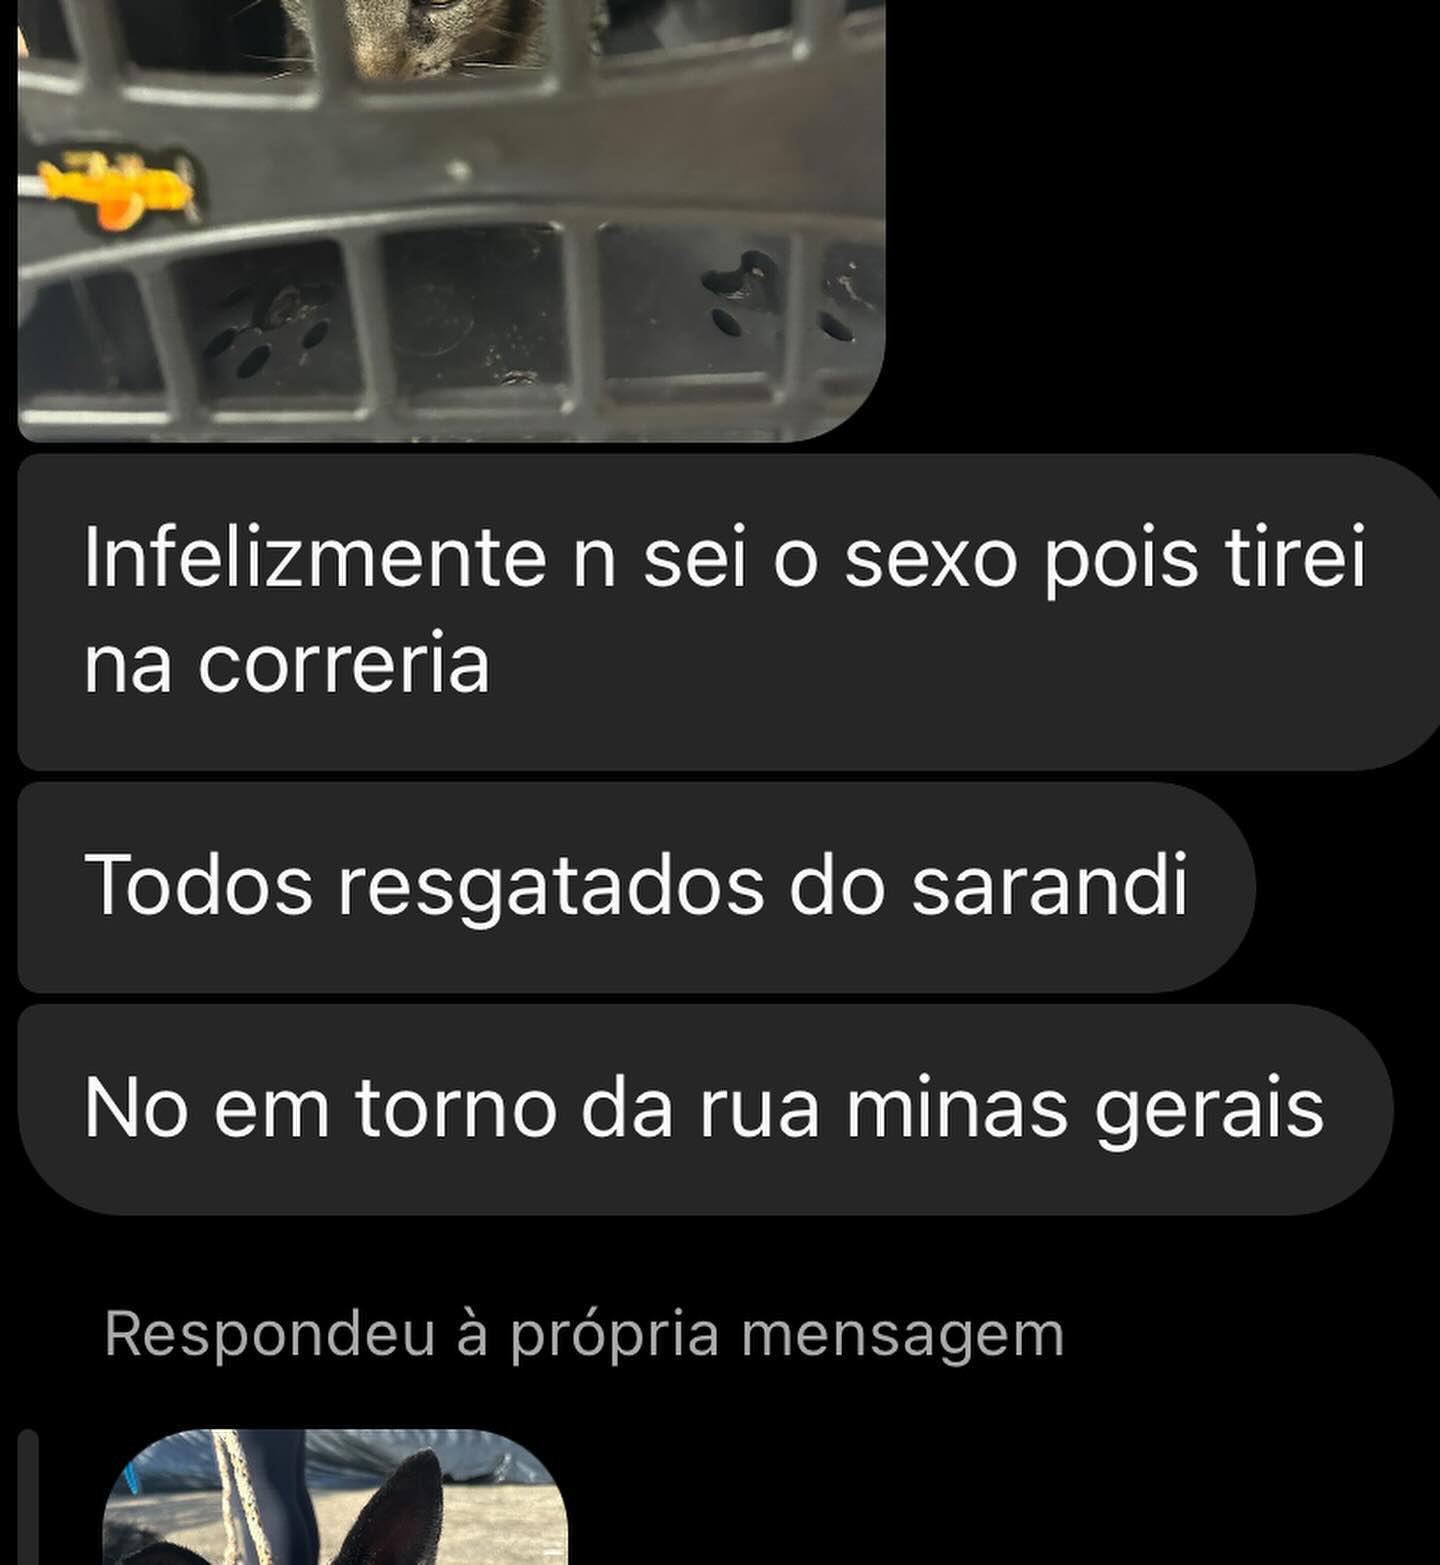 Infelizmente n sei o sexo pois tirei
na correria
Todos resgatados do sarandi
No em torno da rua minas gerais
Respondeu à própria mensagem